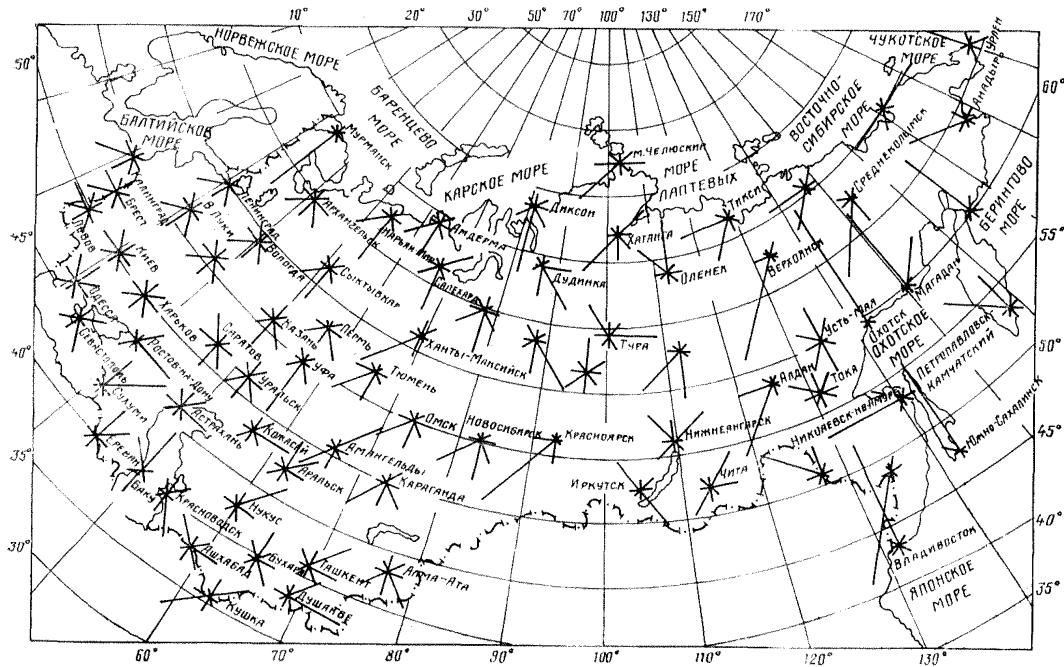 10° 20° 30° 50° 70° 100° 130° 150° 170°
НОРВЕЖСКОЕ МОРЕ
БАРЕНЦЕВО
МОРЕ
ЧУКОТСКОЕ
МОРЕ
УЭЛЕН
АНАДЫРЬ
60°
50°
БАЛТИЙСКОЕ
МОРЕ
МУРМАНСК
КАРСКОЕ МОРЕ
М. ЧЕЛЮСКИН
МОРЕ
ЛАПТЕВЫХ
ВОСТОЧНО-
СИБИРСКОЕ
МОРЕ
СРЕДНЕКОЛЫМСК
БЕРИНГОВО
МОРЕ
КАЛИНИНГРАД
БРЕСТ
ЛЬВОВ
В. ЛУКИ
ЛЕНИНГРАД
ВОЛОГДА
АРХАНГЕЛЬСК
НАРЬЯН-МАР
АМДЕРМА
ДИКСОН
ХАТАНГА
ТИКСИ
ОЛЕНЕК
ВЕРХОЯНСК
МАГАДАН
55°
45°
КИЕВ
ОДЕССА
ХАРЬКОВ
СЫКТЫВКАР
САЛЕХАРД
ДУДИНКА
ТУРА
УСТЬ-МАЯ
ОХОТСК
ОХОТСКОЕ
МОРЕ
ПЕТРОПАВЛОВСК-
КАМЧАТСКИЙ
50°
40°
СЕВАСТОПОЛЬ
РОСТОВ-НА-ДОНУ
САРАТОВ
КАЗАНЬ
ПЕРМЬ
УФА
УРАЛЬСК
ТЮМЕНЬ
ХАНТЫ-МАНСИЙСК
АЛДАН
ТОКА
НИКОЛАЕВСК-НА-АМУРЕ
ЮЖНО-САХАЛИНСК
45°
СУХУМИ
ЕРЕВАН
АСТРАХАНЬ
ОМСК
НОВОСИБИРСК
КРАСНОЯРСК
НИЖНЕАНГАРСК
35°
БАКУ
КРАСНОВОДСК
АРАЛЬСК
АМАНГЕЛЬДЫ
КАРАГАНДА
ИРКУТСК
ЧИТА
40°
НУКУС
30°
АШХАБАД
БУХАРА
ТАШКЕНТ
АЛМА-АТА
ВЛАДИВОСТОК
ЯПОНСКОЕ
МОРЕ
35°
КУШКА
ДУШАНБЕ
60° 70° 80° 90° 100° 110° 120° 130°